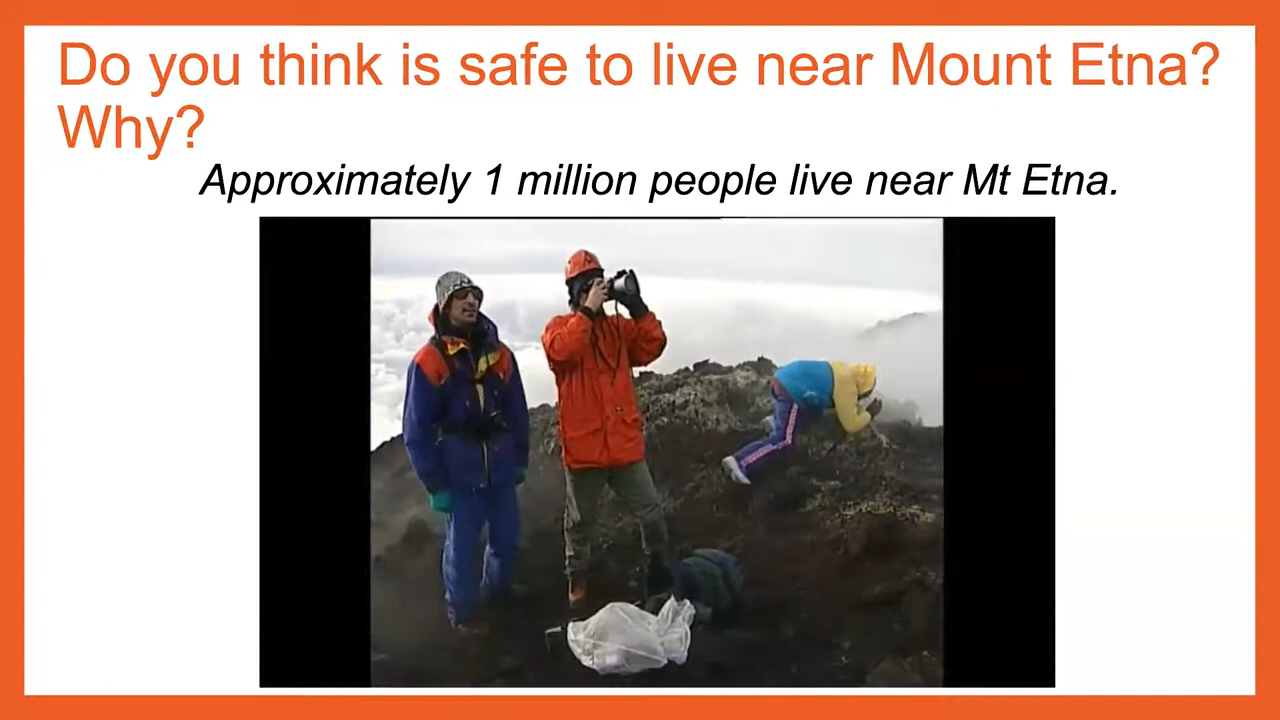 Do you think is safe to live near Mount Etna?
Why?
Approximately 1 million people live near Mt Etna.